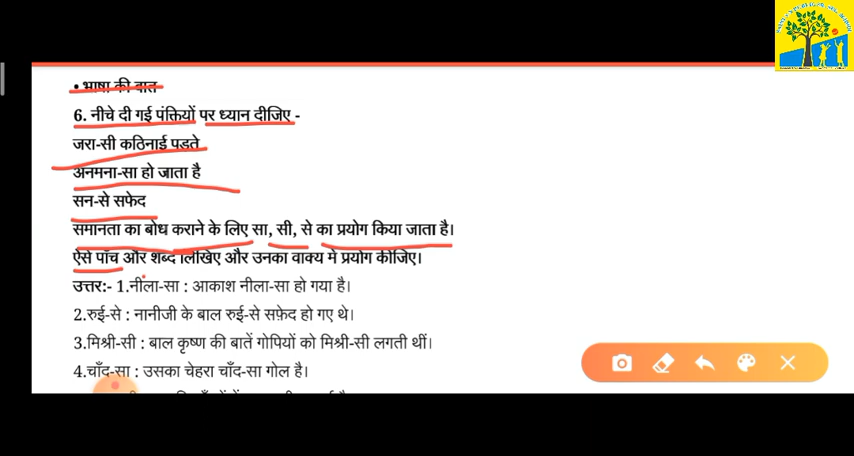 • भाषा की बात
6. नीचे दी गई पंक्तियों पर ध्यान दीजिए -
जरा-सी कठिनाई पडते
अनमना-सा हो जाता है
सन-से सफेद
समानता का बोध कराने के लिए सा, सी, से का प्रयोग किया जाता है।
ऐसे पाँच और शब्द लिखिए और उनका वाक्य मे प्रयोग कीजिए।
उत्तर:- 1.नीला-सा : आकाश नीला-सा हो गया है।
2.रुई-से : नानीजी के बाल रुई-से सफ़ेद हो गए थे।
3.मिश्री-सी : बाल कृष्ण की बातें गोपियों को मिश्री-सी लगती थीं।
4.चाँद-सा : उसका चेहरा चाँद-सा गोल है।